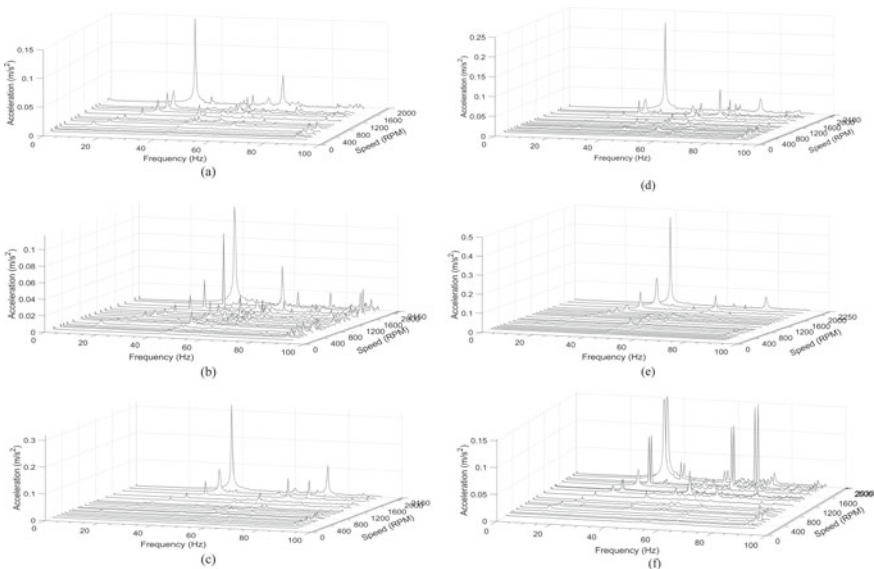 Acceleration (m/s²)
0.15
0.1
0.05
0
0 20 40 60 80 100
Frequency (Hz)
0 400 800 1200 1600 2000
Speed (RPM)
(a)
Acceleration (m/s²)
0.25
0.2
0.15
0.1
0.05
0
0 20 40 60 80 100
Frequency (Hz)
0 400 800 1200 1600
Speed (RPM)
(d)
Acceleration (m/s²)
0.1
0.08
0.06
0.04
0.02
0
0 20 40 60 80 100
Frequency (Hz)
0 400 800 1200 1600 2000 2150
Speed (RPM)
(b)
Acceleration (m/s²)
0.5
0.4
0.3
0.2
0.1
0
0 20 40 60 80 100
Frequency (Hz)
0 400 800 1200 1600 2000 2250
Speed (RPM)
(e)
Acceleration (m/s²)
0.3
0.2
0.1
0
0 20 40 60 80 100
Frequency (Hz)
0 400 800 1200 1600 2000
Speed (RPM)
(c)
Acceleration (m/s²)
0.15
0.1
0.05
0
0 20 40 60 80 100
Frequency (Hz)
0 400 800 1200 1600
Speed (RPM)
(f)